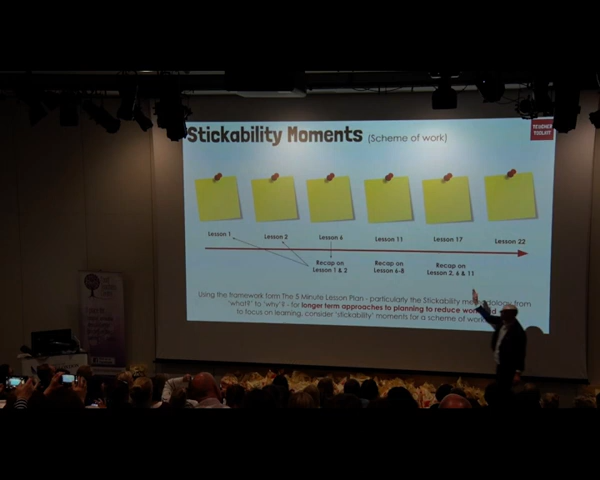 Stickability Moments (Scheme of work)
TEACHER
TOOLKIT
Lesson 1 Lesson 2 Lesson 6 Lesson 11 Lesson 17 Lesson 22
Recap on Recap on Recap on
Lesson 1 & 2 Lesson 6-8 Lesson 2, 6 & 11
Using the framework form The 5 Minute Lesson Plan - particularly the Stickability methodology from
'what?' to 'why'? - for longer term approaches to planning to reduce
to focus on learning, consider 'stickability' moments for a scheme of work